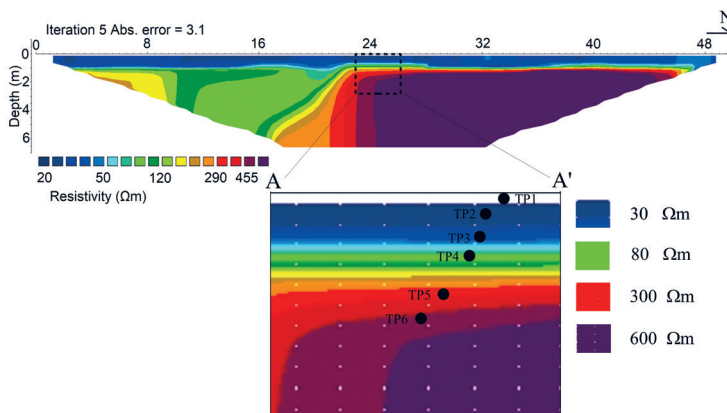 Iteration 5 Abs. error = 3.1
N
0 8 16 24 32 40 48
Depth (m)
0
2
4
6
20 50 120 290 455
Resistivity (Ωm)
A A'
TP1
TP2
TP3
TP4
TP5
TP6
30 Ωm
80 Ωm
300 Ωm
600 Ωm